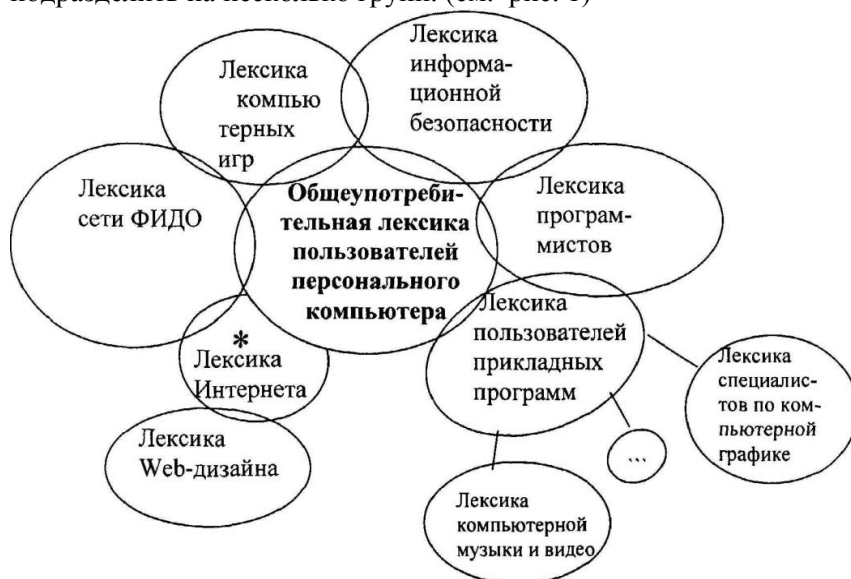 подразделить на несколько групп. (см. рис. 1)
Лексика
компью
терных
игр
Лексика
информа-
ционной
безопасности
Лексика
сети ФИДО
Общеупотреби-
тельная лексика
пользователей
персонального
компьютера
Лексика
програм-
мистов
*
Лексика
Интернета
Лексика
пользователей
прикладных
программ
Лексика
специалис-
тов по ком-
пьютерной
графике
Лексика
Web-дизайна
...
Лексика
компьютерной
музыки и видео